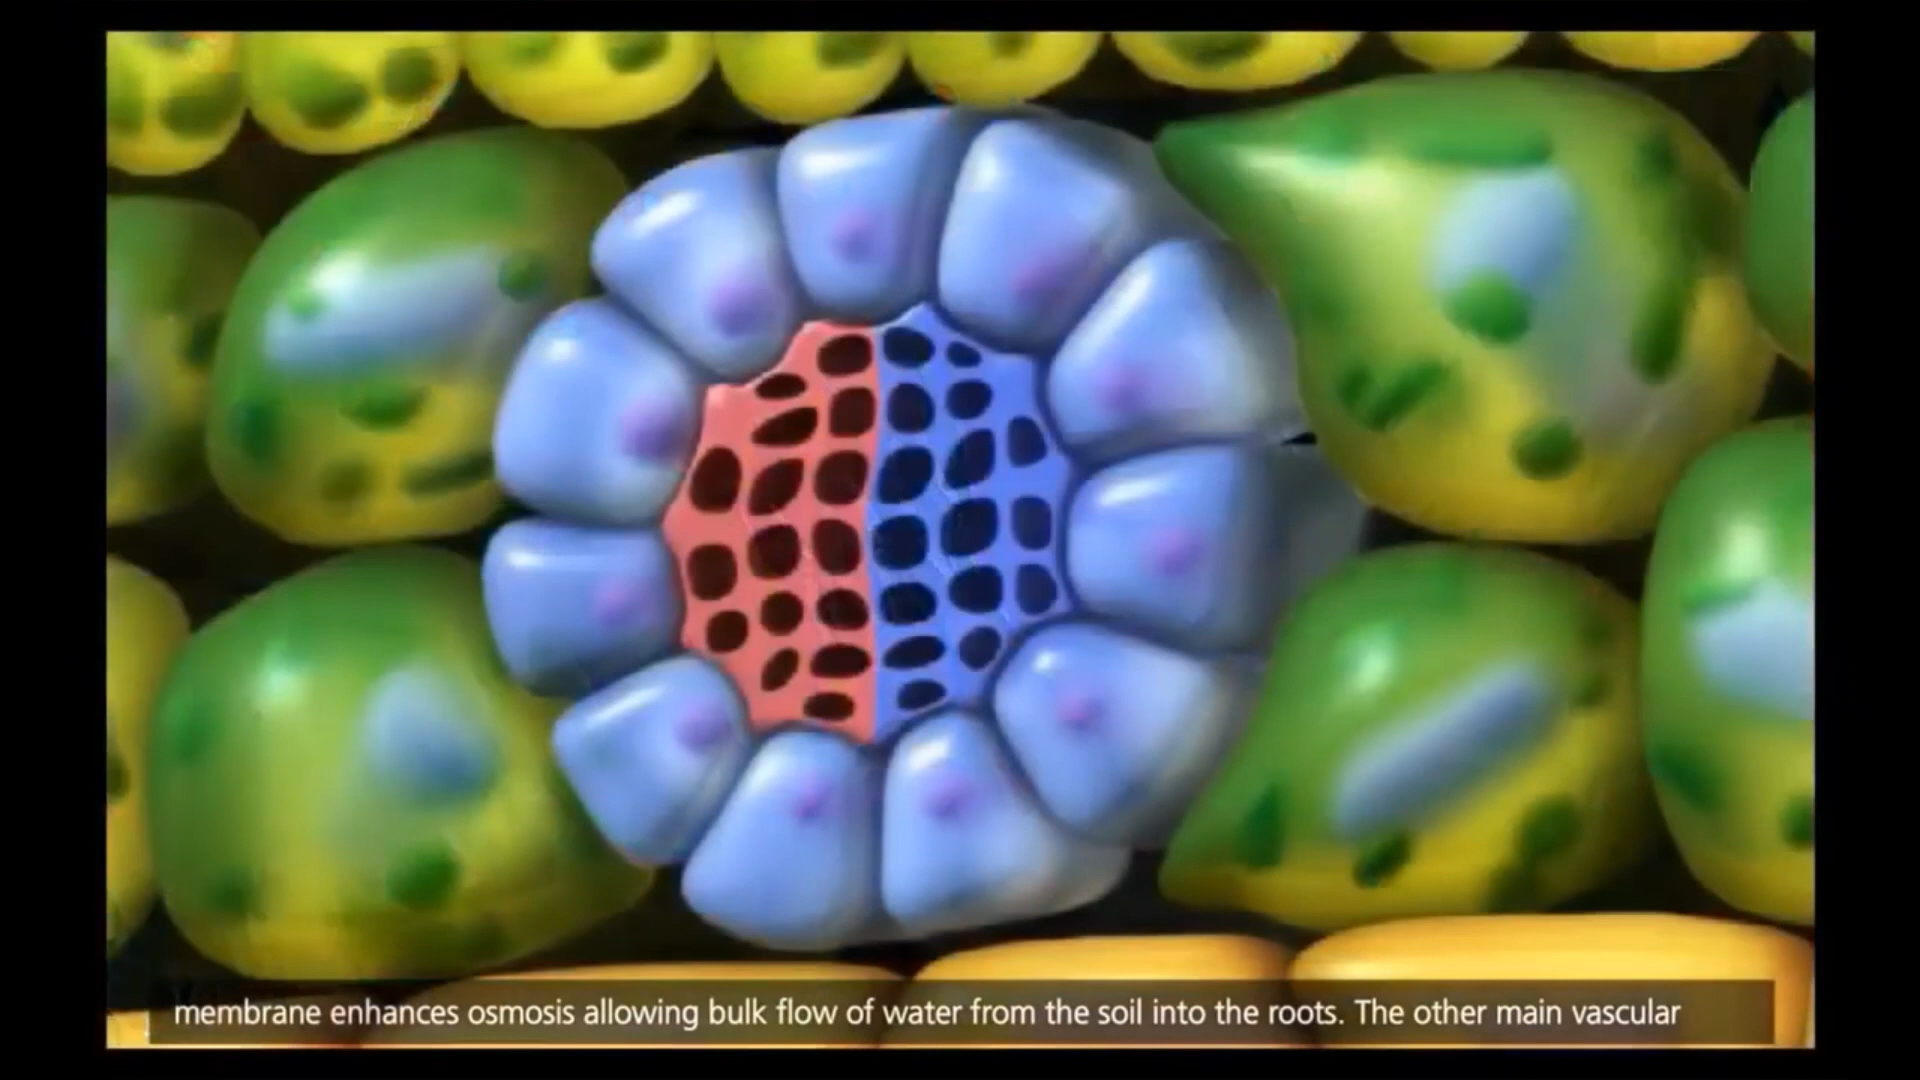 membrane enhances osmosis allowing bulk flow of water from the soil into the roots. The other main vascular